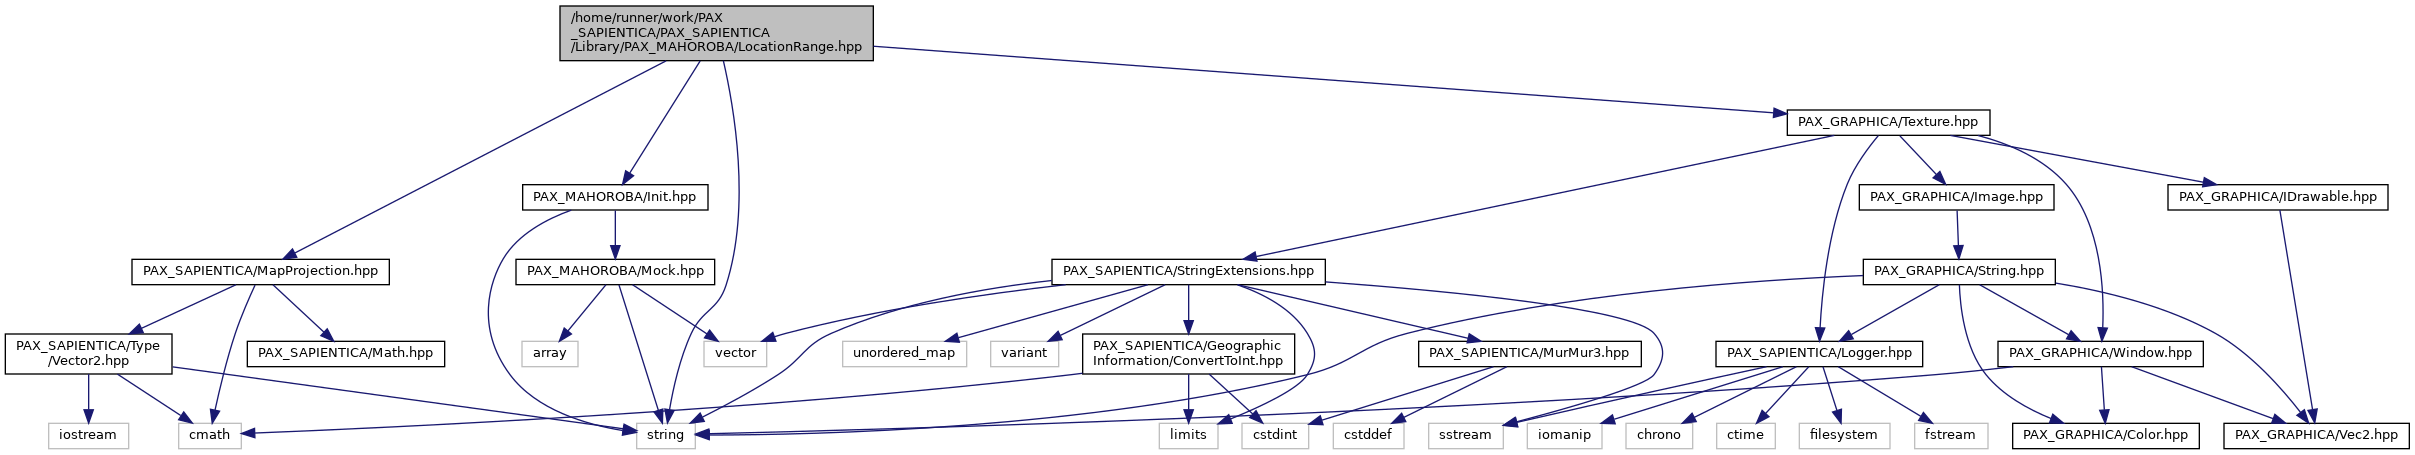 /home/runner/work/PAX
_SAPIENTICA/PAX_SAPIENTICA
/Library/PAX_MAHOROBA/LocationRange.hpp
PAX_GRAPHICA/Texture.hpp
PAX_MAHOROBA/Init.hpp
PAX_GRAPHICA/Image.hpp
PAX_GRAPHICA/IDrawable.hpp
PAX_SAPIENTICA/MapProjection.hpp
PAX_MAHOROBA/Mock.hpp
PAX_SAPIENTICA/StringExtensions.hpp
PAX_GRAPHICA/String.hpp
PAX_SAPIENTICA/Type
/Vector2.hpp
PAX_SAPIENTICA/Math.hpp
array
vector
unordered_map
variant
PAX_SAPIENTICA/Geographic
Information/ConvertToInt.hpp
PAX_SAPIENTICA/MurMur3.hpp
PAX_SAPIENTICA/Logger.hpp
PAX_GRAPHICA/Window.hpp
iostream
cmath
string
limits
cstdint
cstddef
sstream
iomanip
chrono
ctime
filesystem
fstream
PAX_GRAPHICA/Color.hpp
PAX_GRAPHICA/Vec2.hpp